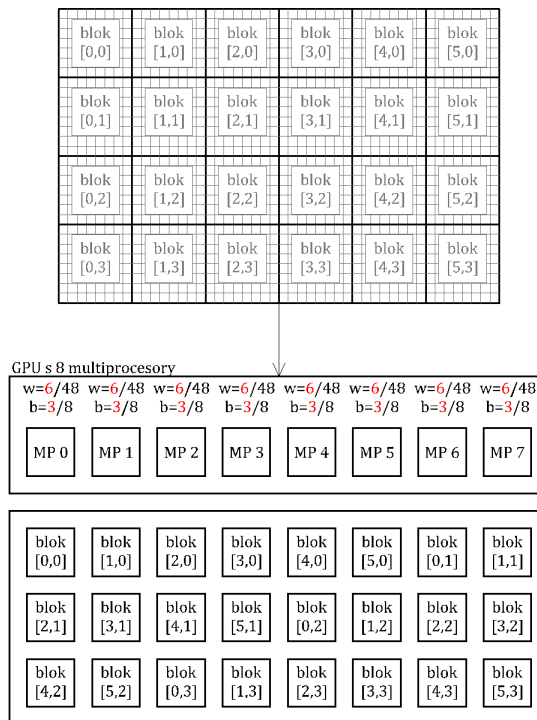 blok blok blok blok blok blok
[0,0] [1,0] [2,0] [3,0] [4,0] [5,0]
blok blok blok blok blok blok
[0,1] [1,1] [2,1] [3,1] [4,1] [5,1]
blok blok blok blok blok blok
[0,2] [1,2] [2,2] [3,2] [4,2] [5,2]
blok blok blok blok blok blok
[0,3] [1,3] [2,3] [3,3] [4,3] [5,3]
GPU s 8 multiprocesory
w=6/48 w=6/48 w=6/48 w=6/48 w=6/48 w=6/48 w=6/48 w=6/48
b=3/8 b=3/8 b=3/8 b=3/8 b=3/8 b=3/8 b=3/8 b=3/8
MP 0 MP 1 MP 2 MP 3 MP 4 MP 5 MP 6 MP 7
blok blok blok blok blok blok blok blok
[0,0] [1,0] [2,0] [3,0] [4,0] [5,0] [0,1] [1,1]
blok blok blok blok blok blok blok blok
[2,1] [3,1] [4,1] [5,1] [0,2] [1,2] [2,2] [3,2]
blok blok blok blok blok blok blok blok
[4,2] [5,2] [0,3] [1,3] [2,3] [3,3] [4,3] [5,3]